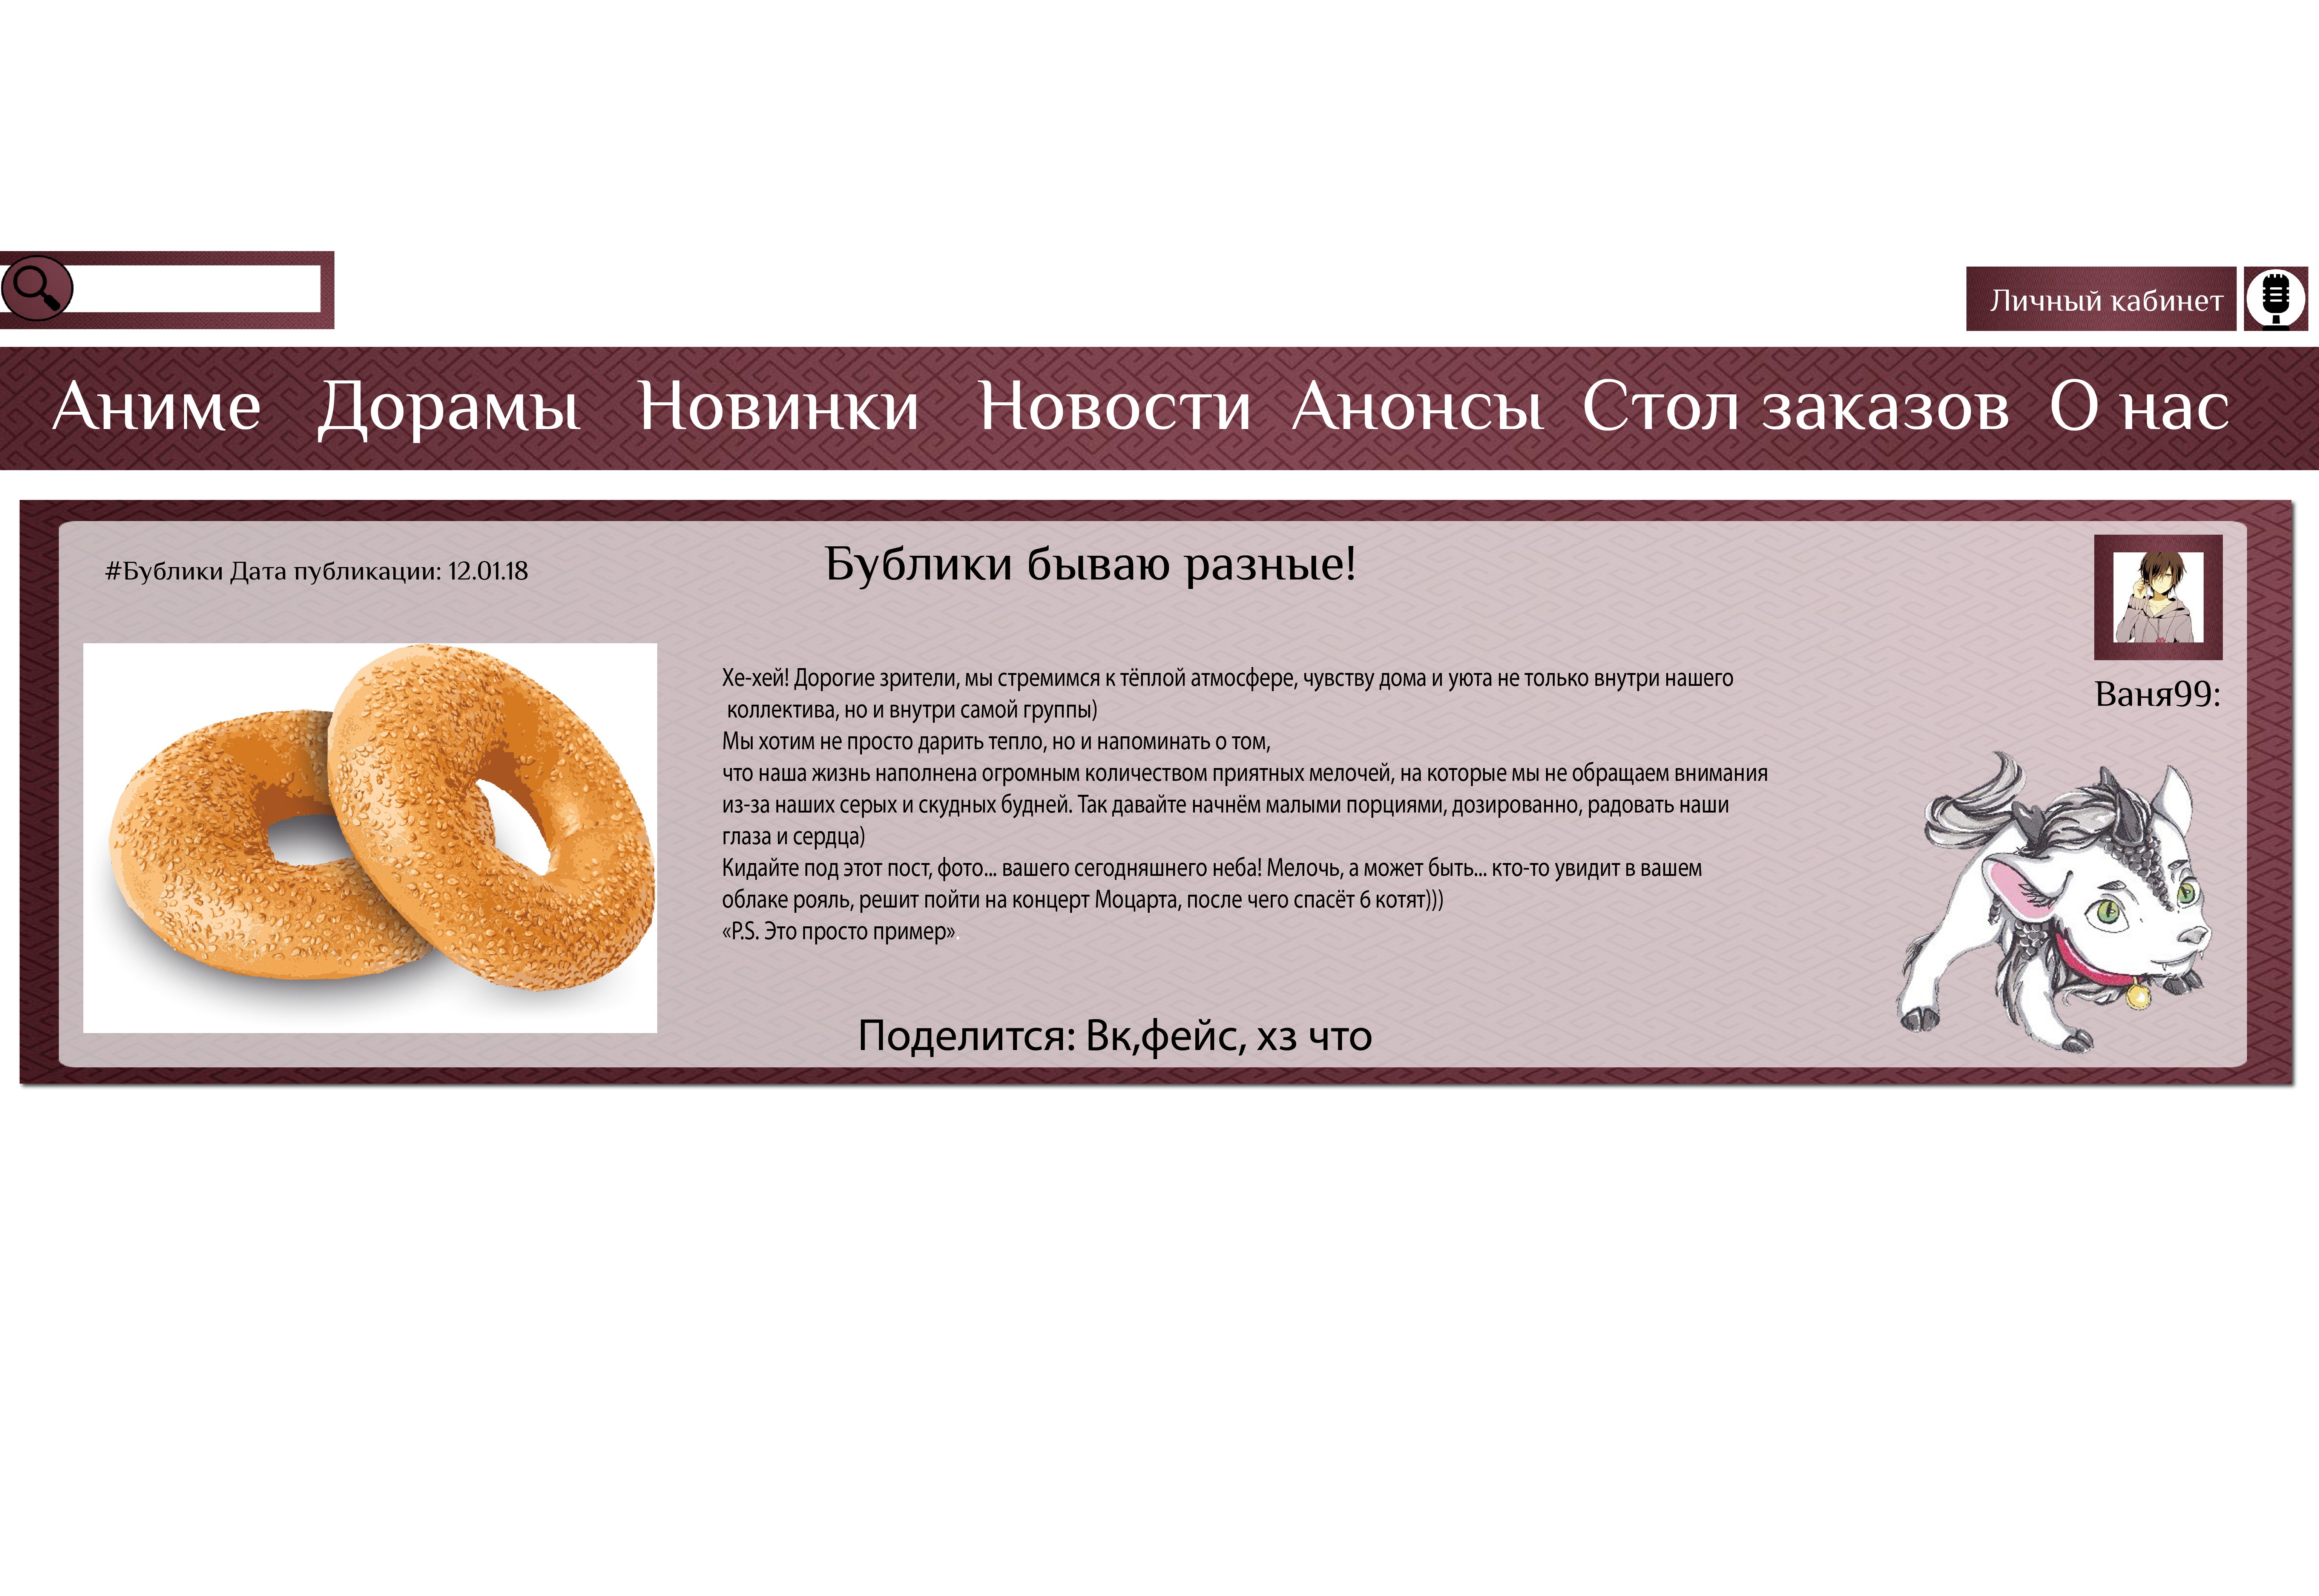 Личный кабинет
Аниме Дорамы Новинки Новости Анонсы Стол заказов О нас
#Бублики Дата публикации: 12.01.18
Бублики бываю разные!
Ваня99:
Хе-хей! Дорогие зрители, мы стремимся к тёплой атмосфере, чувству дома и уюта не только внутри нашего
коллектива, но и внутри самой группы)
Мы хотим не просто дарить тепло, но и напоминать о том,
что наша жизнь наполнена огромным количеством приятных мелочей, на которые мы не обращаем внимания
из-за наших серых и скудных будней. Так давайте начнём малыми порциями, дозированно, радовать наши
глаза и сердца)
Кидайте под этот пост, фото... вашего сегодняшнего неба! Мелочь, а может быть... кто-то увидит в вашем
облаке рояль, решит пойти на концерт Моцарта, после чего спасёт 6 котят)))
«P.S. Это просто пример».
Поделится: Вк,фейс, хз что